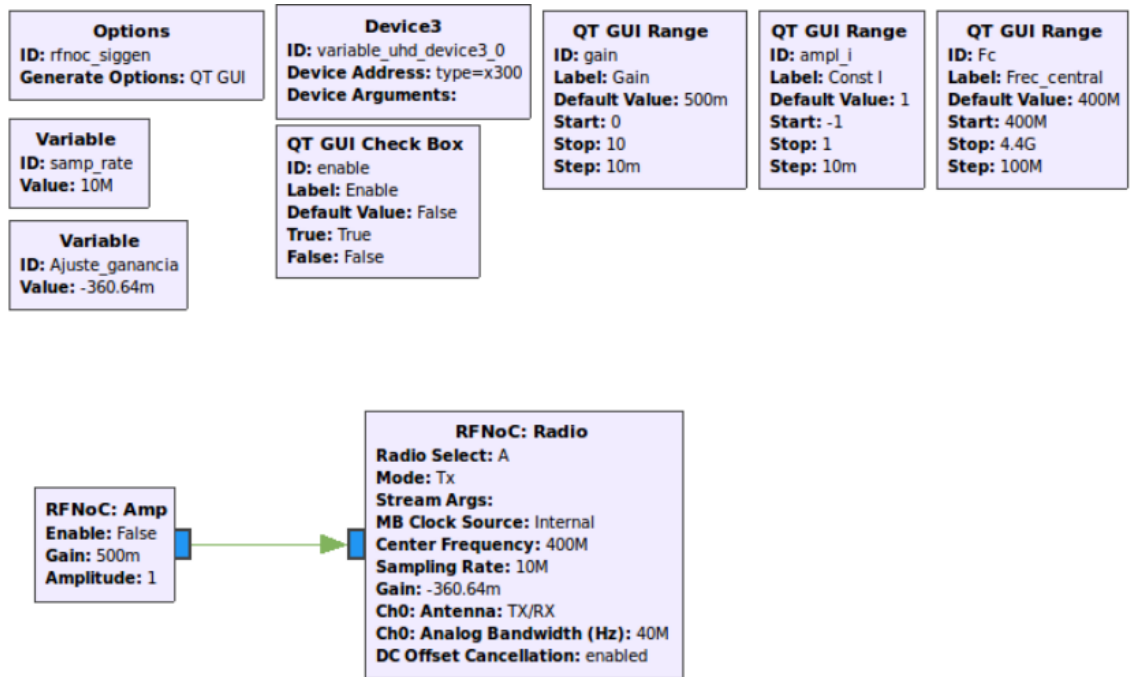 Options
ID: rfnoc_siggen
Generate Options: QT GUI
Variable
ID: samp_rate
Value: 10M
Variable
ID: Ajuste_ganancia
Value: -360.64m
Device3
ID: variable_uhd_device3_0
Device Address: type=x300
Device Arguments:
QT GUI Check Box
ID: enable
Label: Enable
Default Value: False
True: True
False: False
QT GUI Range
ID: gain
Label: Gain
Default Value: 500m
Start: 0
Stop: 10
Step: 10m
QT GUI Range
ID: ampl_i
Label: Const I
Default Value: 1
Start: -1
Stop: 1
Step: 10m
QT GUI Range
ID: Fc
Label: Frec_central
Default Value: 400M
Start: 400M
Stop: 4.4G
Step: 100M
RFNoC: Amp
Enable: False
Gain: 500m
Amplitude: 1
RFNoC: Radio
Radio Select: A
Mode: Tx
Stream Args:
MB Clock Source: Internal
Center Frequency: 400M
Sampling Rate: 10M
Gain: -360.64m
Ch0: Antenna: TX/RX
Ch0: Analog Bandwidth (Hz): 40M
DC Offset Cancellation: enabled